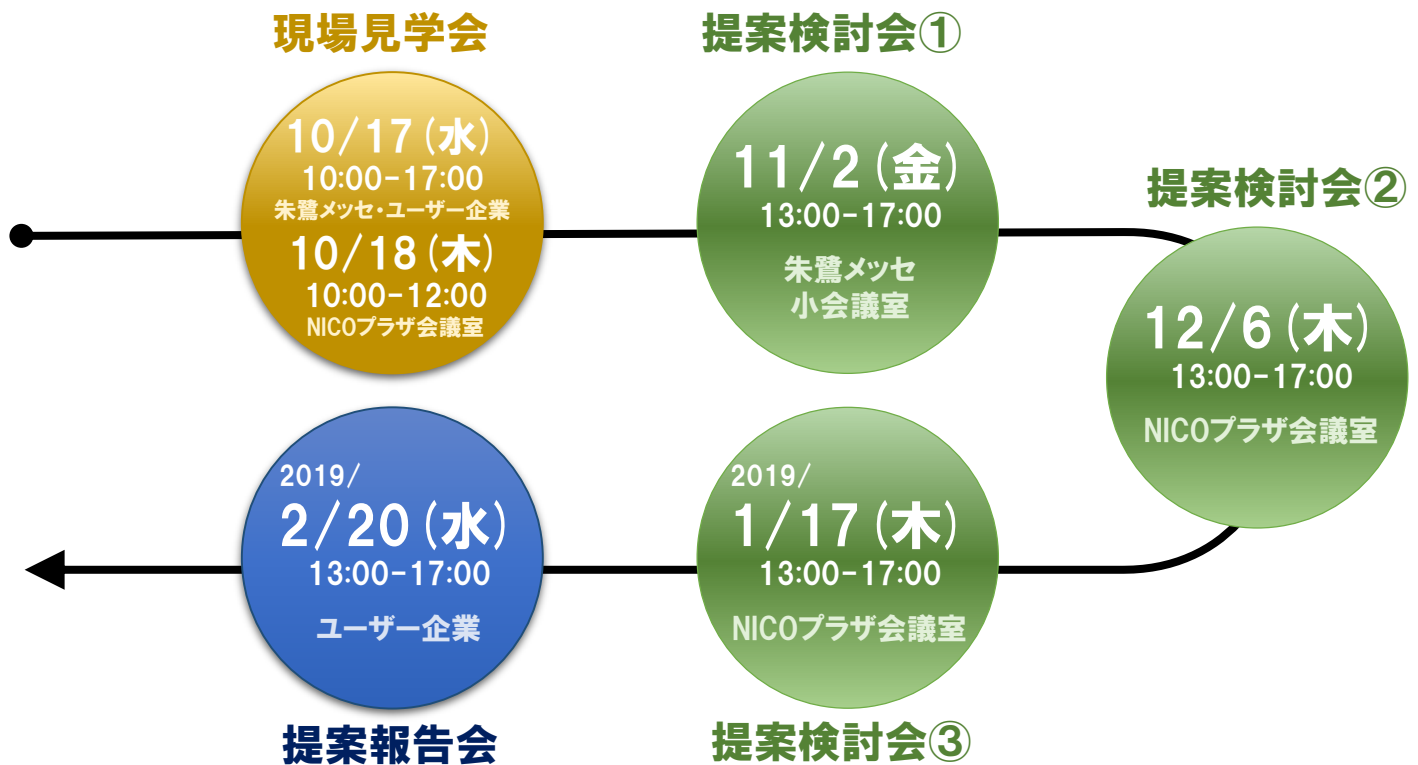 現場見学会
10/17(水)
10:00-17:00
朱鷺メッセ・ユーザー企業
10/18(木)
10:00-12:00
NICOプラザ会議室
提案検討会①
11/2(金)
13:00-17:00
朱鷺メッセ
小会議室
提案検討会②
12/6(木)
13:00-17:00
NICOプラザ会議室
2019/
1/17(木)
13:00-17:00
NICOプラザ会議室
提案検討会③
2019/
2/20(水)
13:00-17:00
ユーザー企業
提案報告会